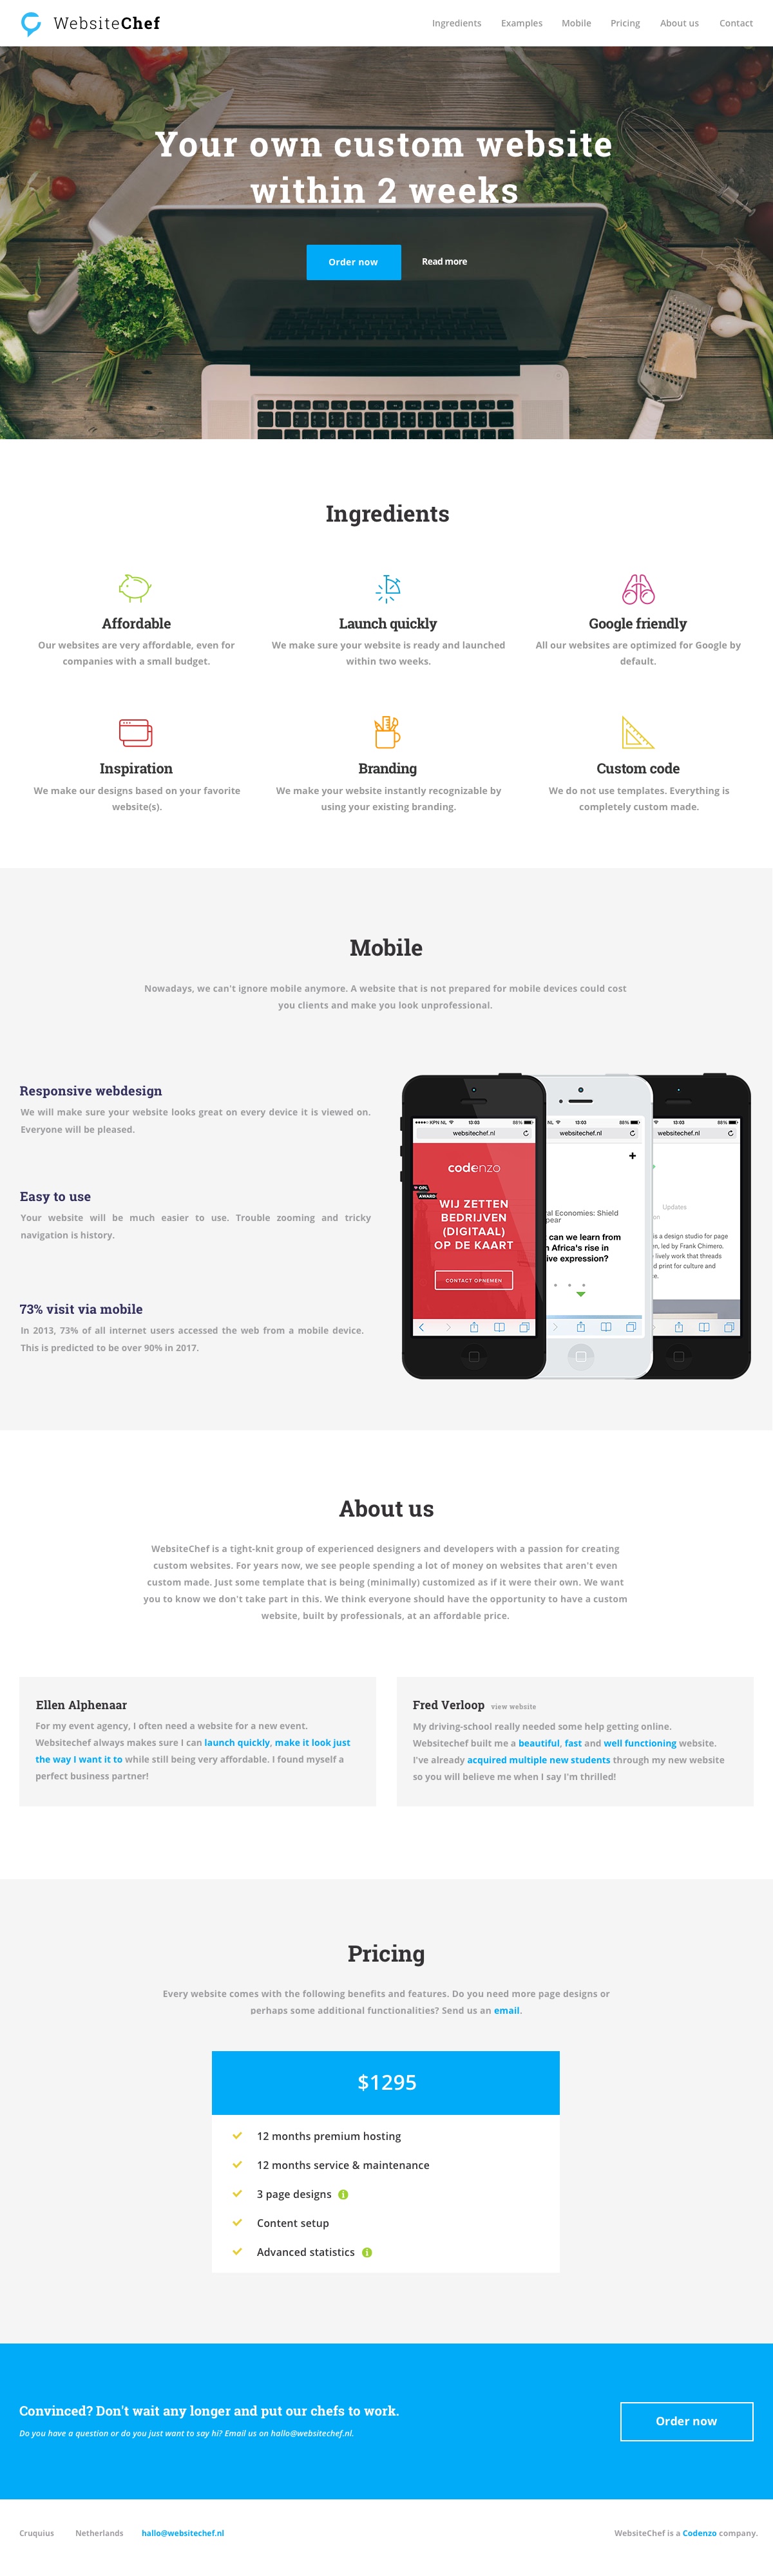 WebsiteChef
Ingredients Examples Mobile Pricing About us Contact
Your own custom website
within 2 weeks
Order now Read more
Ingredients
Affordable
Our websites are very affordable, even for
companies with a small budget.
Launch quickly
We make sure your website is ready and launched
within two weeks.
Google friendly
All our websites are optimized for Google by
default.
Inspiration
We make our designs based on your favorite
website(s).
Branding
We make your website instantly recognizable by
using your existing branding.
Custom code
We do not use templates. Everything is
completely custom made.
Mobile
Nowadays, we can't ignore mobile anymore. A website that is not prepared for mobile devices could cost
you clients and make you look unprofessional.
Responsive webdesign
We will make sure your website looks great on every device it is viewed on.
Everyone will be pleased.
Easy to use
Your website will be much easier to use. Trouble zooming and tricky
navigation is history.
73% visit via mobile
In 2013, 73% of all internet users accessed the web from a mobile device.
This is predicted to be over 90% in 2017.
KPN NL 13:03 88%
websitechef.nl
codenzo
OPL
AWARD
WIJ ZETTEN
BEDRIJVEN
(DIGITAAL)
OP DE KAART
CONTACT OPNEMEN
NL 13:03 88%
websitechef.nl
al Economies: Shield
pear
can we learn from
n Africa's rise in
ive expression?
13:03 88%
websitechef.nl
Updates
on
is a design studio for page
en, led by Frank Chimero.
lively work that threads
d print for culture and
e.
About us
WebsiteChef is a tight-knit group of experienced designers and developers with a passion for creating
custom websites. For years now, we see people spending a lot of money on websites that aren't even
custom made. Just some template that is being (minimally) customized as if it were their own. We want
you to know we don't take part in this. We think everyone should have the opportunity to have a custom
website, built by professionals, at an affordable price.
Ellen Alphenaar
For my event agency, I often need a website for a new event.
Websitechef always makes sure I can launch quickly, make it look just
the way I want it to while still being very affordable. I found myself a
perfect business partner!
Fred Verloop view website
My driving-school really needed some help getting online.
Websitechef built me a beautiful, fast and well functioning website.
I've already acquired multiple new students through my new website
so you will believe me when I say I'm thrilled!
Pricing
Every website comes with the following benefits and features. Do you need more page designs or
perhaps some additional functionalities? Send us an email.
$1295
12 months premium hosting
12 months service & maintenance
3 page designs i
Content setup
Advanced statistics i
Convinced? Don't wait any longer and put our chefs to work.
Do you have a question or do you just want to say hi? Email us on hallo@websitechef.nl.
Order now
Cruquius Netherlands hallo@websitechef.nl
WebsiteChef is a Codenzo company.